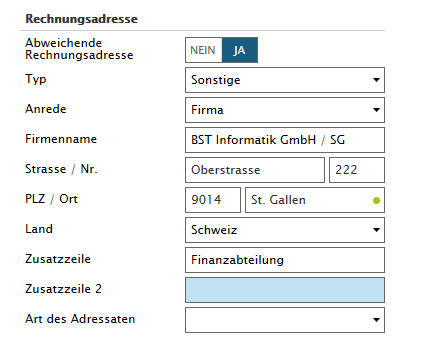 Rechnungsadresse
Abweichende
Rechnungsadresse
NEIN JA
Typ Sonstige
Anrede Firma
Firmenname BST Informatik GmbH / SG
Strasse / Nr. Oberstrasse 222
PLZ / Ort 9014 St. Gallen
Land Schweiz
Zusatzzeile Finanzabteilung
Zusatzzeile 2
Art des Adressaten